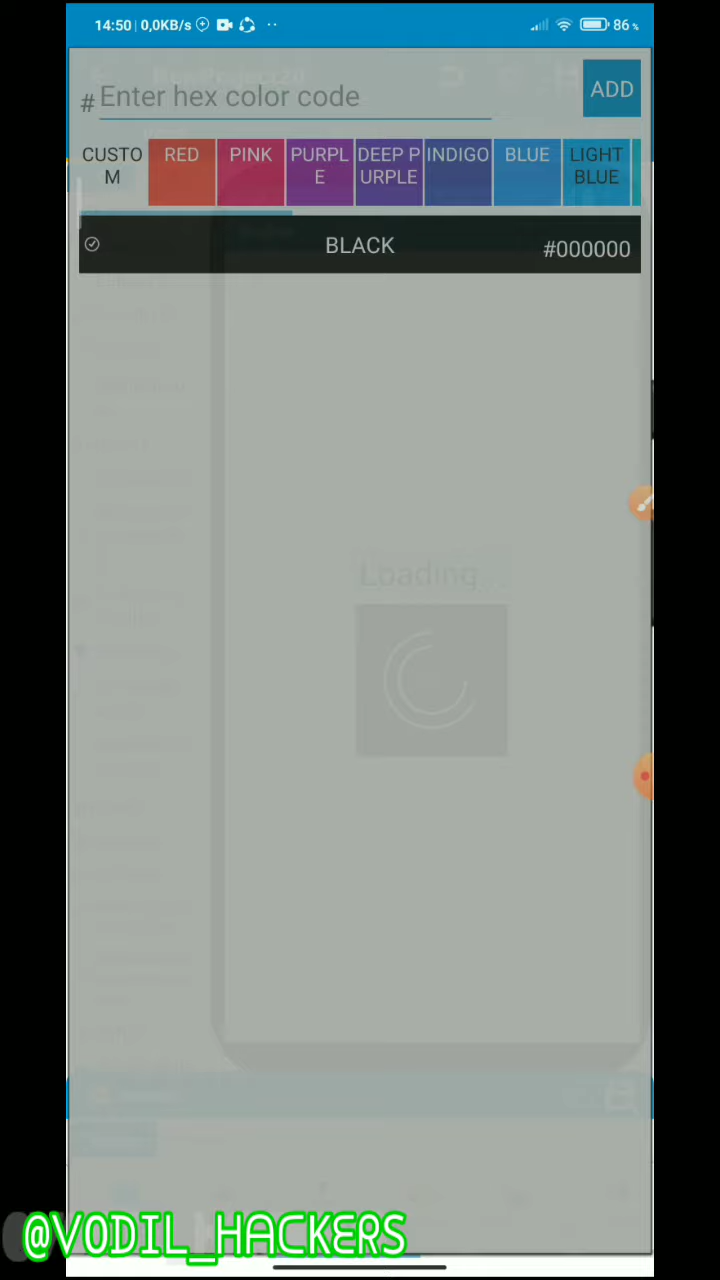 14:50 | 0,0KB/s 86 %
# Enter hex color code ADD
CUSTO
M
RED
PINK
PURPL
E
DEEP P
URPLE
INDIGO
BLUE
LIGHT
BLUE
BLACK #000000
Loading...
@VODIL_HACKERS